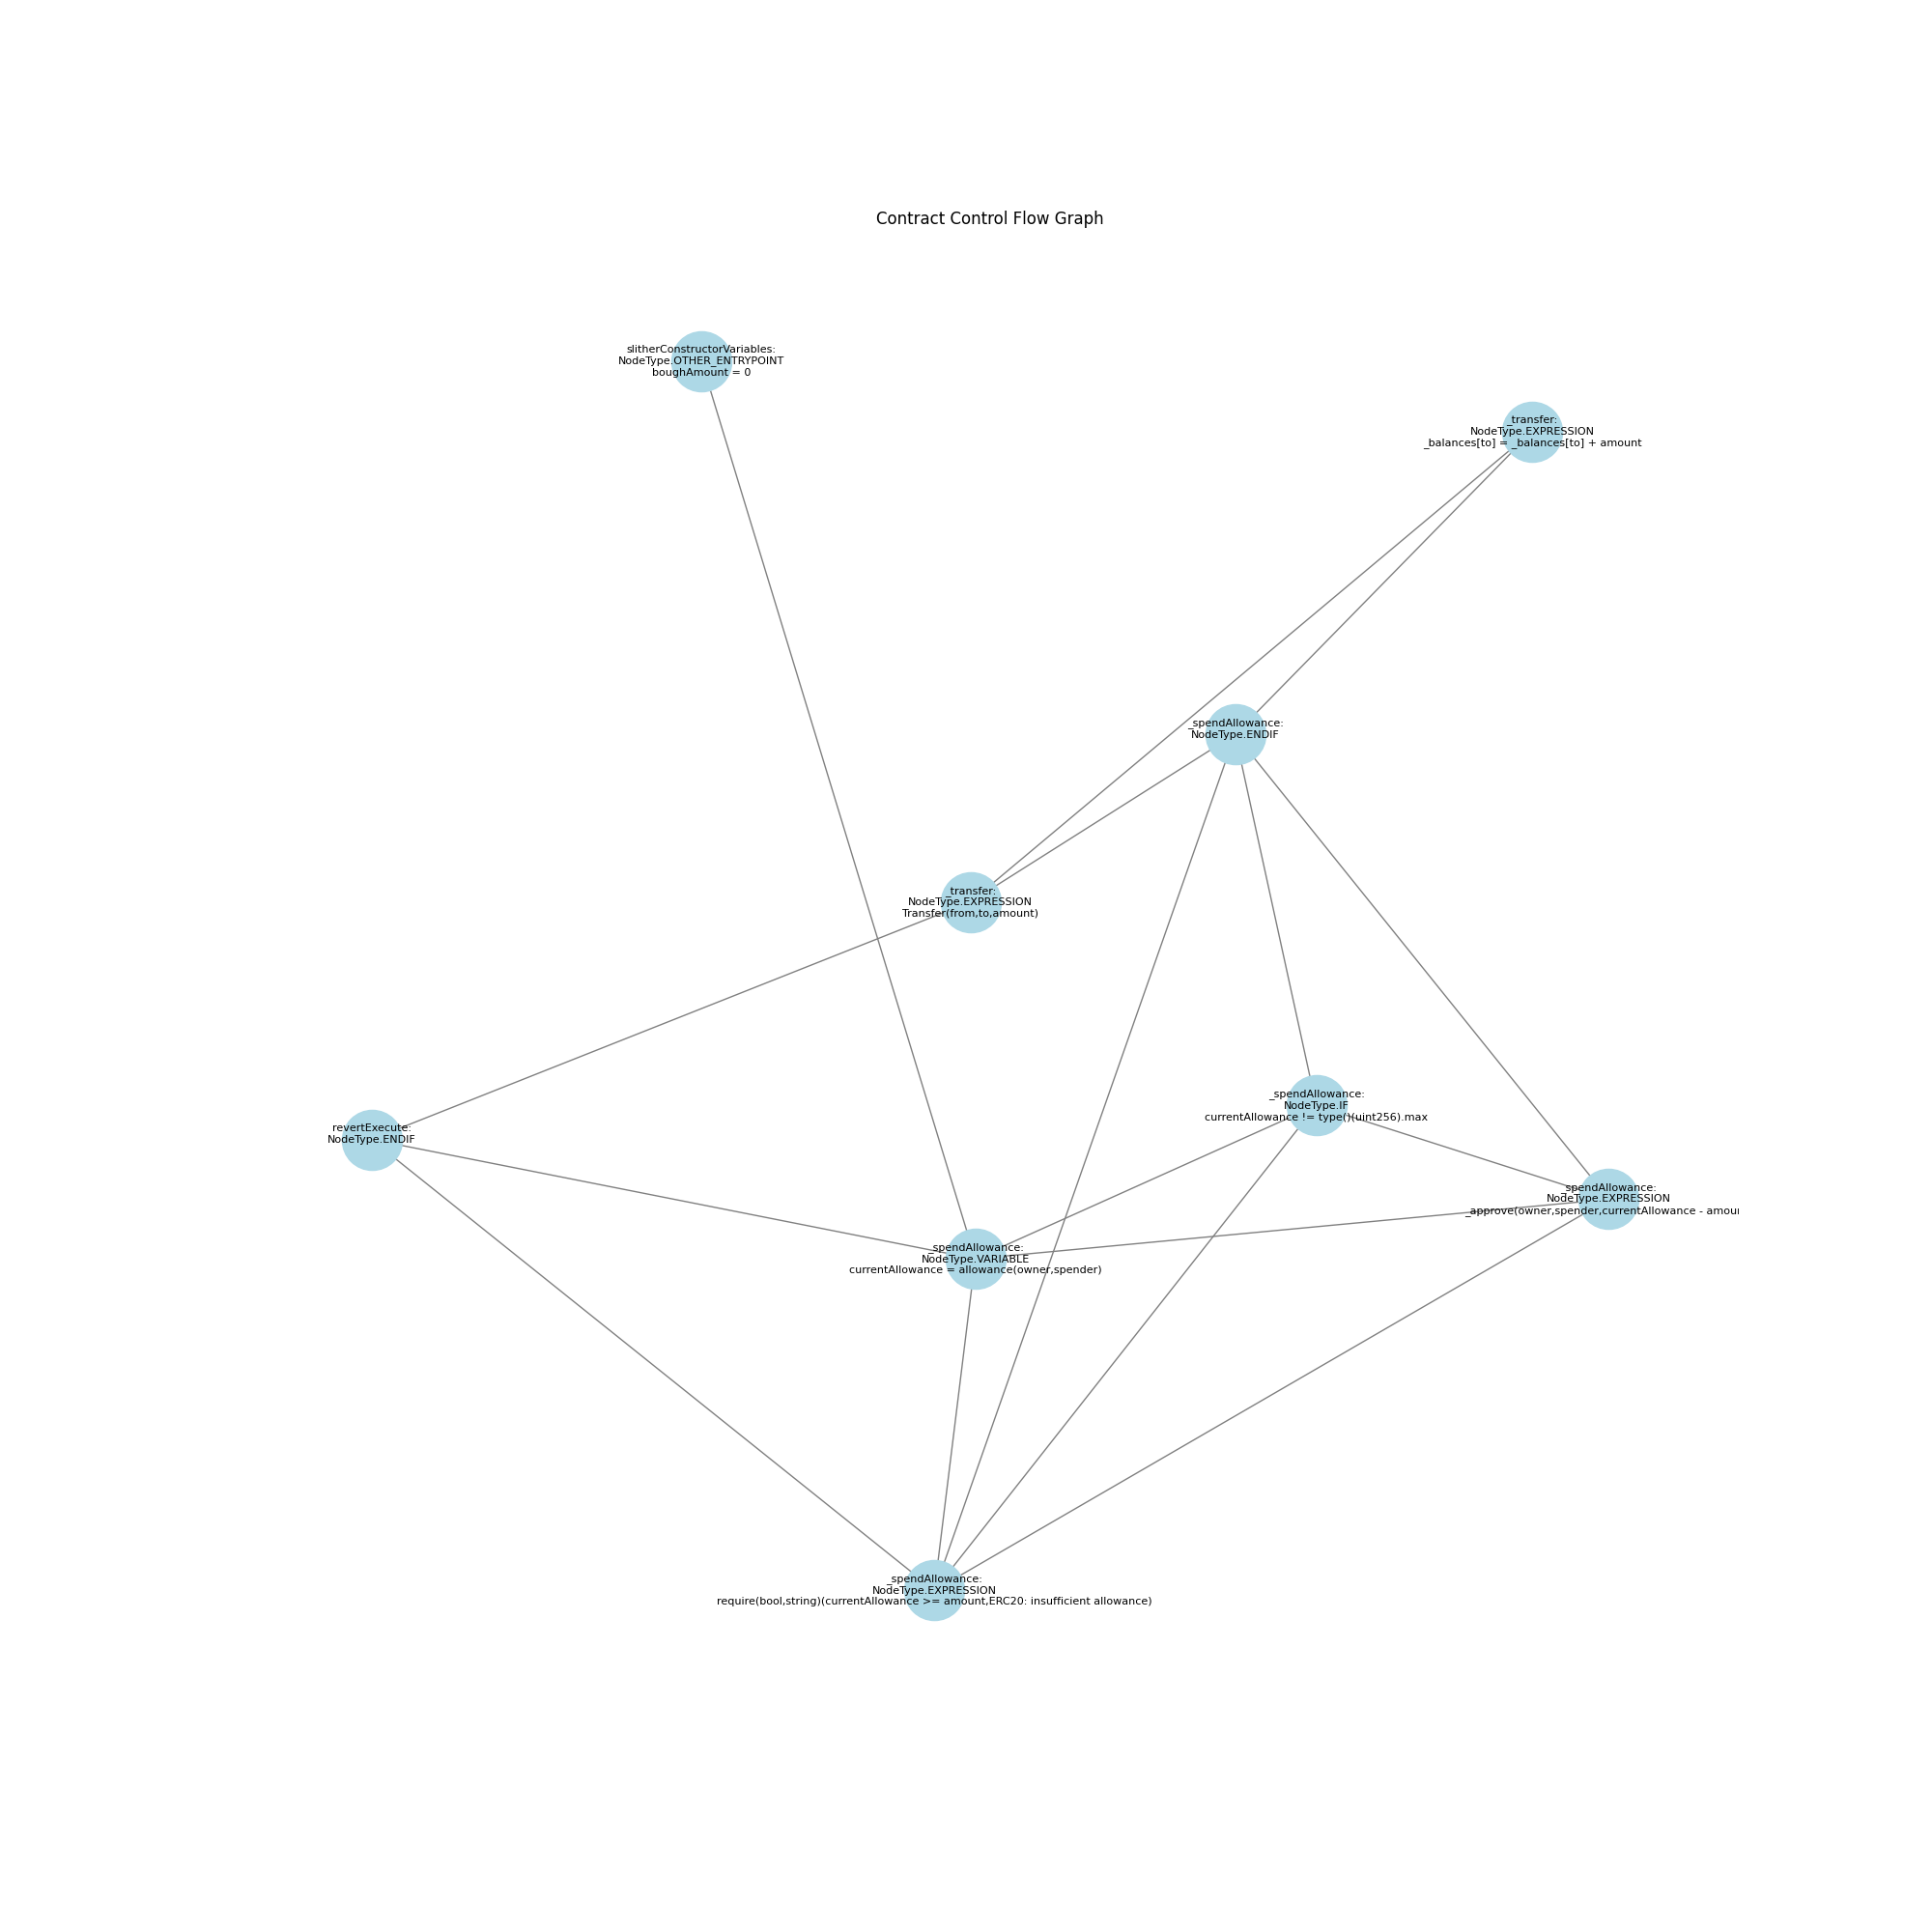 Contract Control Flow Graph
slitherConstructorVariables:
NodeType.OTHER_ENTRYPOINT
boughAmount = 0
_transfer:
NodeType.EXPRESSION
_balances[to] = _balances[to] + amount
_spendAllowance:
NodeType.ENDIF
_transfer:
NodeType.EXPRESSION
Transfer(from,to,amount)
_spendAllowance:
NodeType.IF
currentAllowance != type()(uint256).max
revertExecute:
NodeType.ENDIF
_spendAllowance:
NodeType.EXPRESSION
_approve(owner,spender,currentAllowance -
_spendAllowance:
NodeType.VARIABLE
currentAllowance = allowance(owner,spender)
_spendAllowance:
NodeType.EXPRESSION
require(bool,string)(currentAllowance >= amount,ERC20: insufficient allowance)